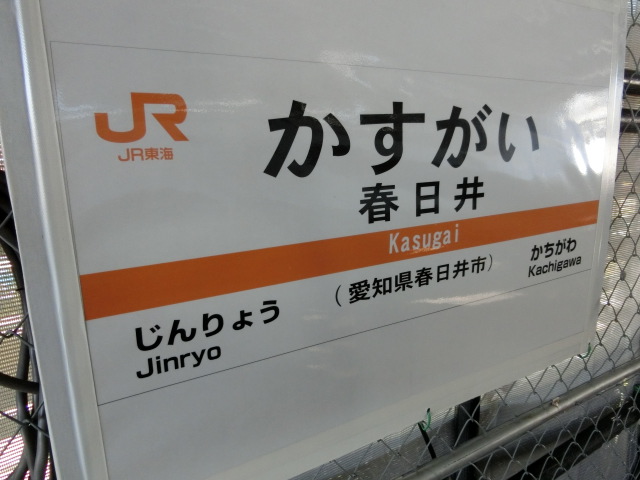 JR
JR東海
かすがい
春日井
Kasugai
(愛知県春日井市)
じんりょう
Jinryo
かちがわ
Kachigawa